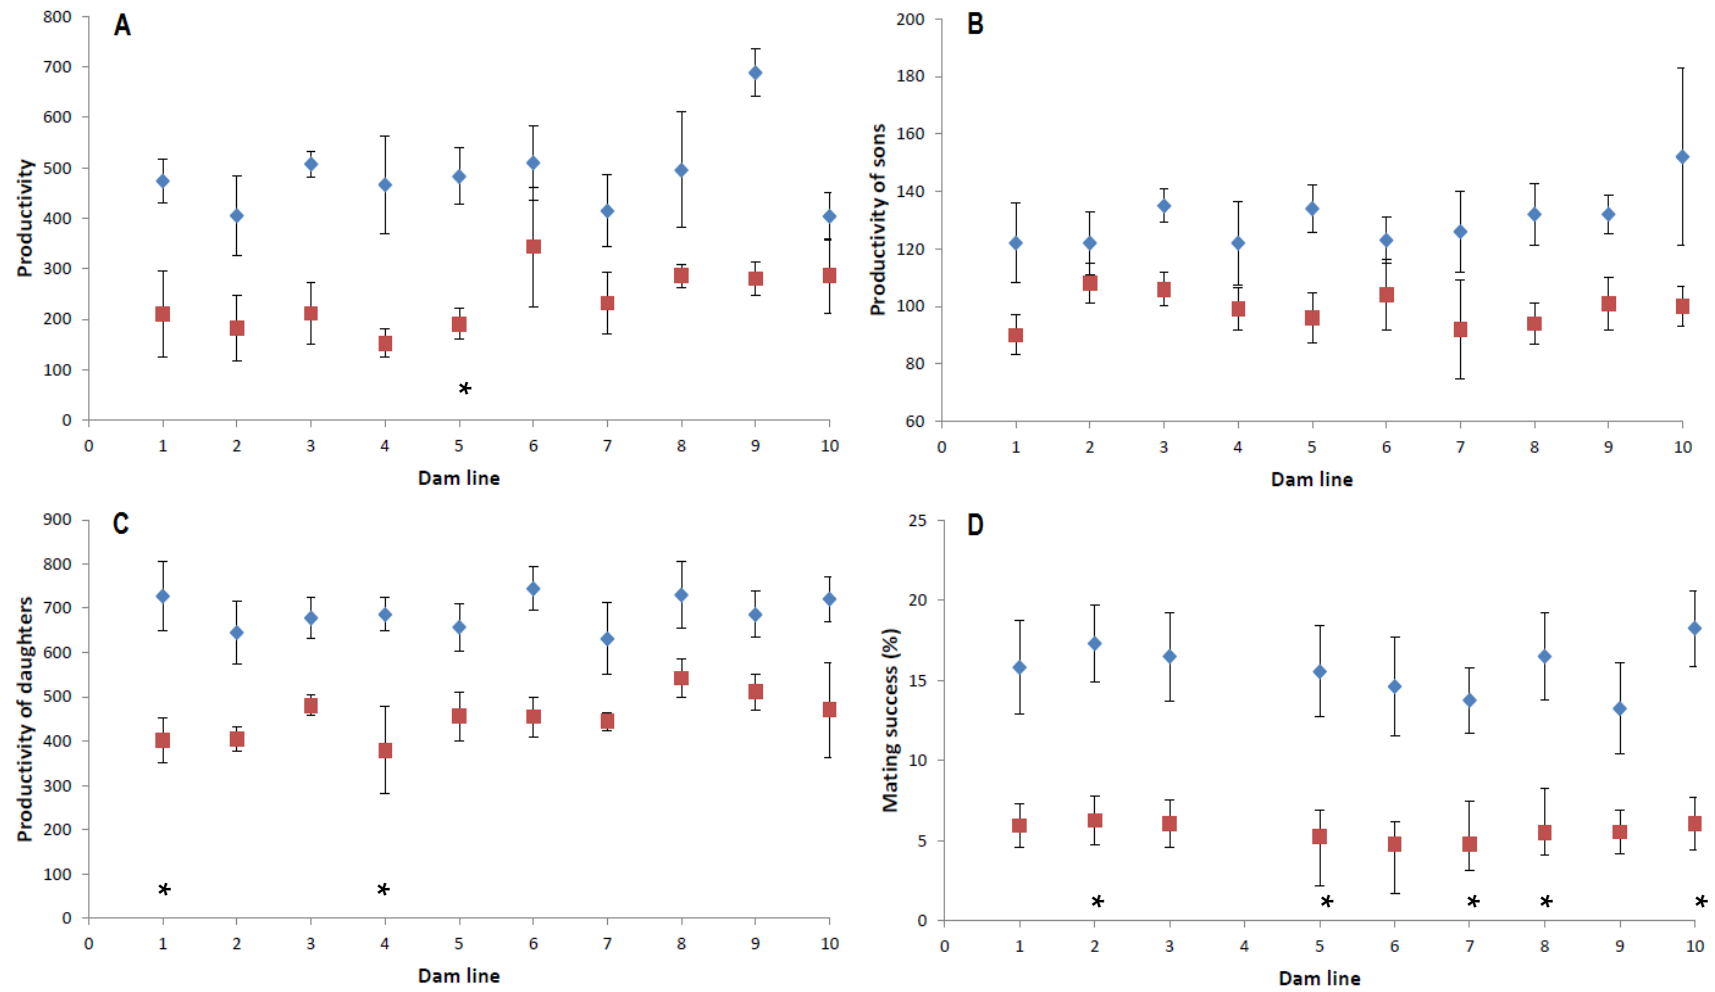 A
Productivity
800
700
600
500
400
300
200
100
0
0 1 2 3 4 5 6 7 8 9 10
*
Dam line
B
Productivity of sons
200
180
160
140
120
100
80
60
0 1 2 3 4 5 6 7 8 9 10
Dam line
C
Productivity of daughters
900
800
700
600
500
400
300
200
100
0
* *
0 1 2 3 4 5 6 7 8 9 10
Dam line
D
Mating success (%)
25
20
15
10
5
0
* * * * *
0 1 2 3 4 5 6 7 8 9 10
Dam line